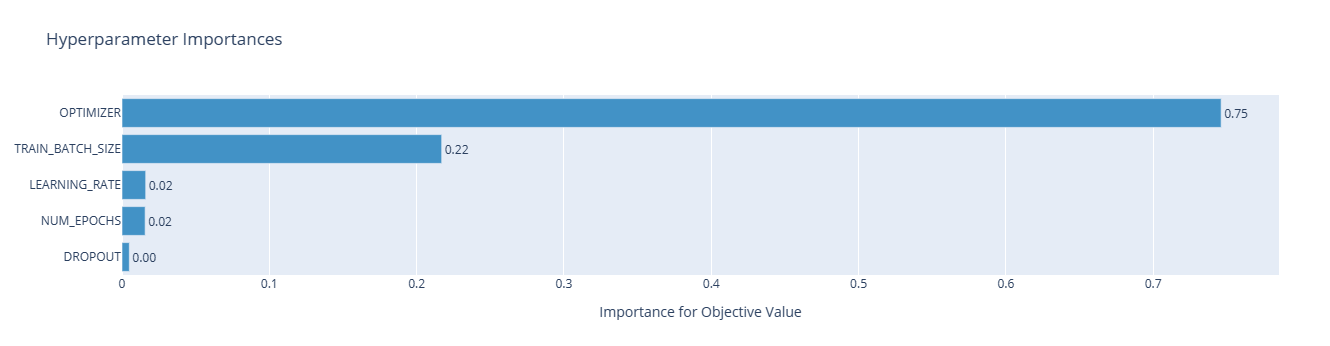 Hyperparameter Importances
OPTIMIZER 0.75
TRAIN_BATCH_SIZE 0.22
LEARNING_RATE 0.02
NUM_EPOCHS 0.02
DROPOUT 0.00
0 0.1 0.2 0.3 0.4 0.5 0.6 0.7
Importance for Objective Value